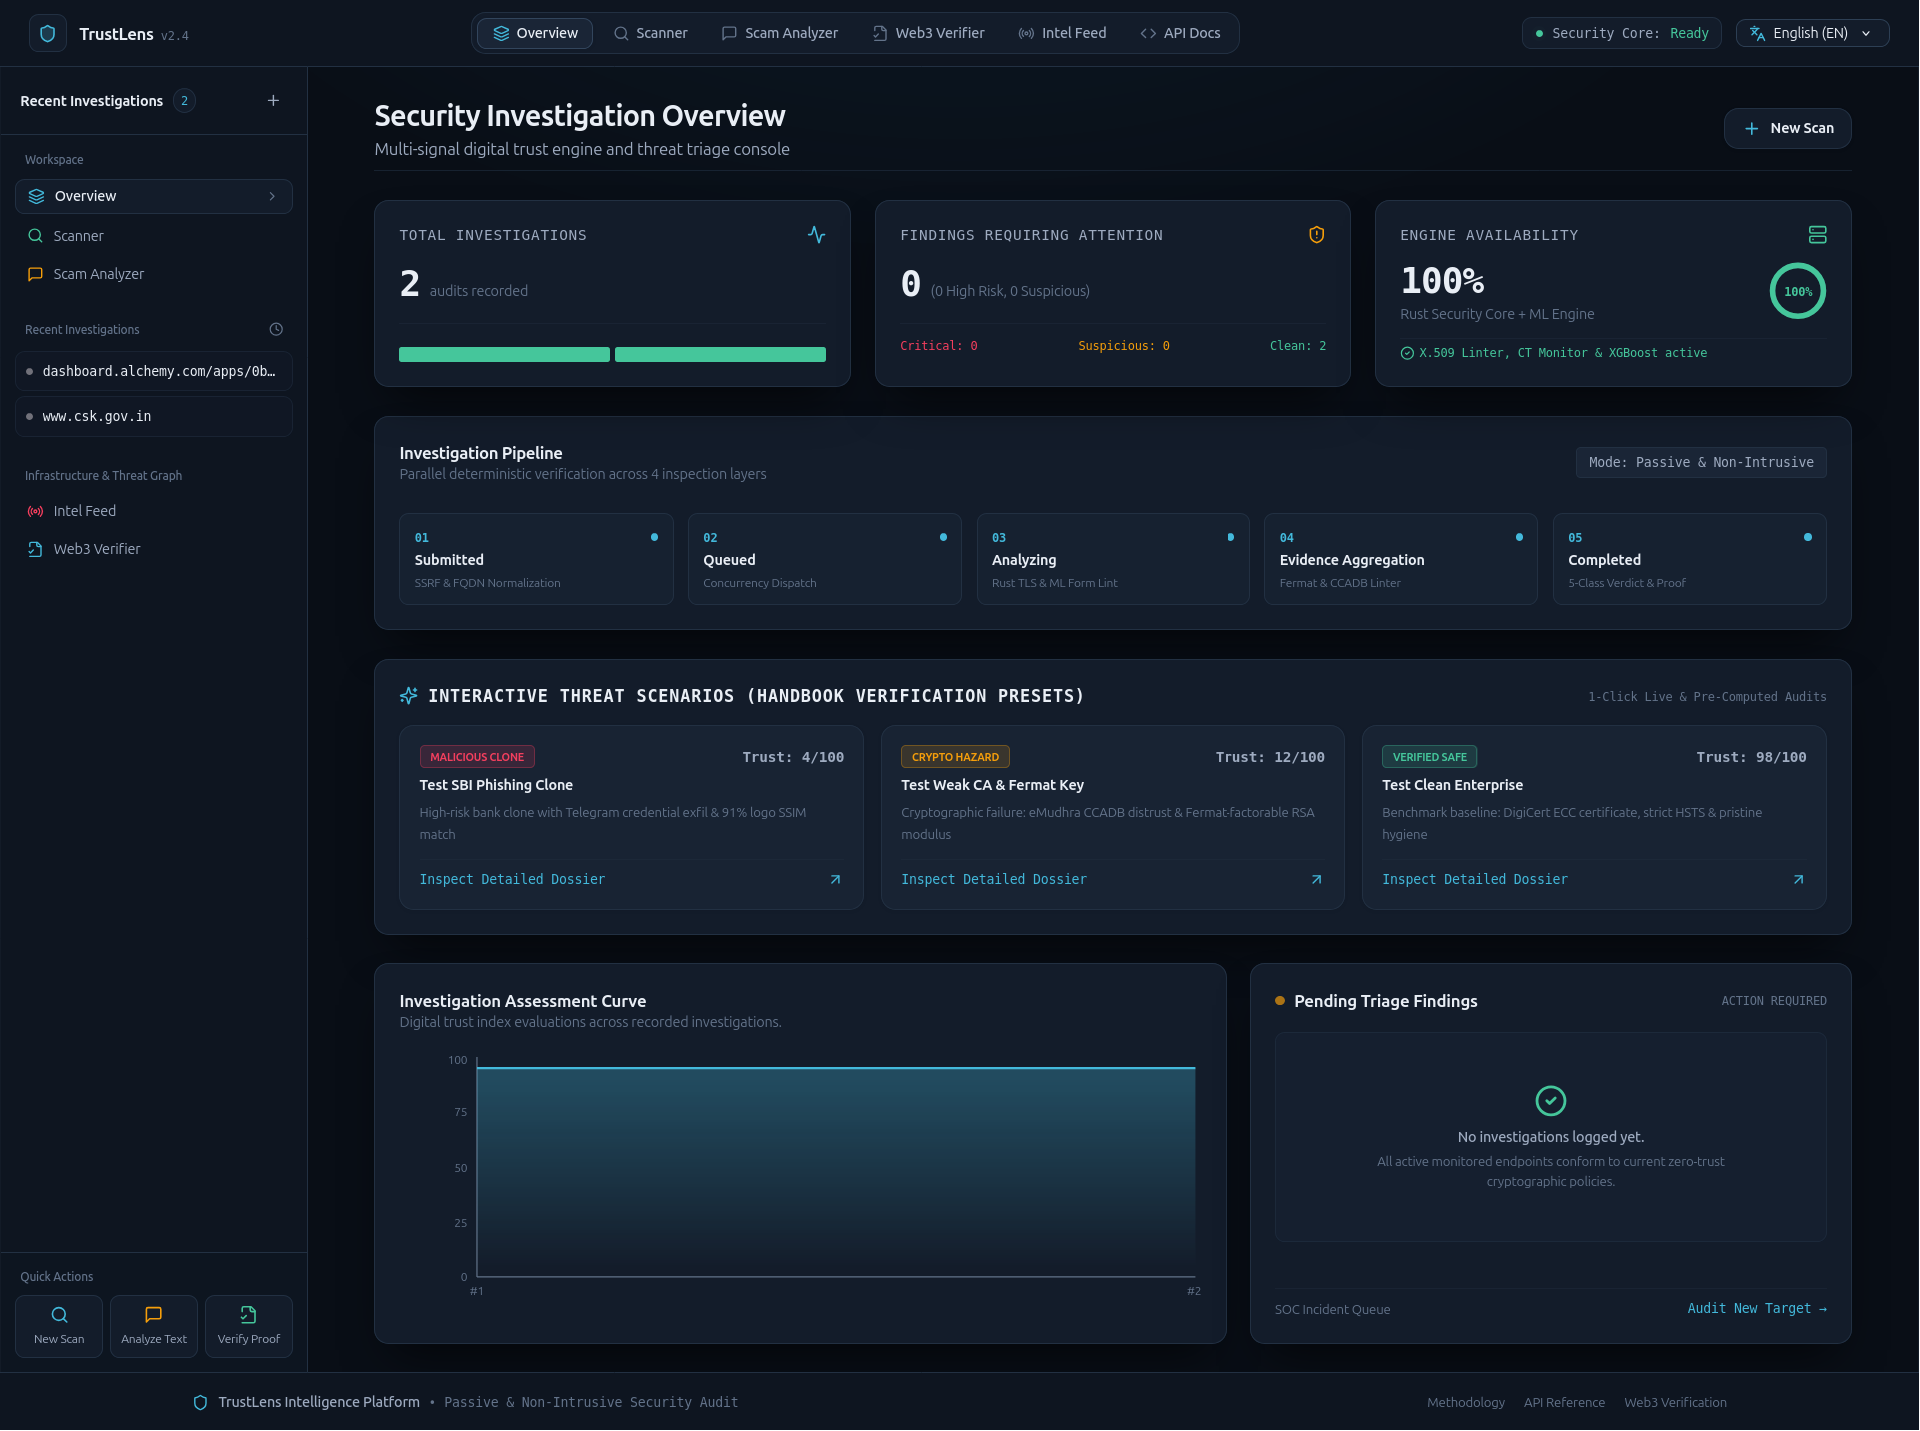 TrustLens v2.4
Overview
Scanner
Scam Analyzer
Web3 Verifier
Intel Feed
API Docs
Security Core: Ready
English (EN)
Recent Investigations 2
Workspace
Overview
Scanner
Scam Analyzer
Recent Investigations
dashboard.alchemy.com/apps/0b…
www.csk.gov.in
Infrastructure & Threat Graph
Intel Feed
Web3 Verifier
Quick Actions
New Scan
Analyze Text
Verify Proof
Security Investigation Overview
Multi-signal digital trust engine and threat triage console
New Scan
TOTAL INVESTIGATIONS
2 audits recorded
FINDINGS REQUIRING ATTENTION
0 (0 High Risk, 0 Suspicious)
Critical: 0
Suspicious: 0
Clean: 2
ENGINE AVAILABILITY
100%
Rust Security Core + ML Engine
100%
X.509 Linter, CT Monitor & XGBoost active
Investigation Pipeline
Parallel deterministic verification across 4 inspection layers
Mode: Passive & Non-Intrusive
01
Submitted
SSRF & FQDN Normalization
02
Queued
Concurrency Dispatch
03
Analyzing
Rust TLS & ML Form Lint
04
Evidence Aggregation
Fermat & CCADB Linter
05
Completed
5-Class Verdict & Proof
INTERACTIVE THREAT SCENARIOS (HANDBOOK VERIFICATION PRESETS)
1-Click Live & Pre-Computed Audits
MALICIOUS CLONE
Trust: 4/100
Test SBI Phishing Clone
High-risk bank clone with Telegram credential exfil & 91% logo SSIM
match
Inspect Detailed Dossier
CRYPTO HAZARD
Trust: 12/100
Test Weak CA & Fermat Key
Cryptographic failure: eMudhra CCADB distrust & Fermat-factorable RSA
modulus
Inspect Detailed Dossier
VERIFIED SAFE
Trust: 98/100
Test Clean Enterprise
Benchmark baseline: DigiCert ECC certificate, strict HSTS & pristine
hygiene
Inspect Detailed Dossier
Investigation Assessment Curve
Digital trust index evaluations across recorded investigations.
100
75
50
25
0
#1
#2
Pending Triage Findings
ACTION REQUIRED
No investigations logged yet.
All active monitored endpoints conform to current zero-trust
cryptographic policies.
SOC Incident Queue
Audit New Target →
TrustLens Intelligence Platform • Passive & Non-Intrusive Security Audit
Methodology
API Reference
Web3 Verification